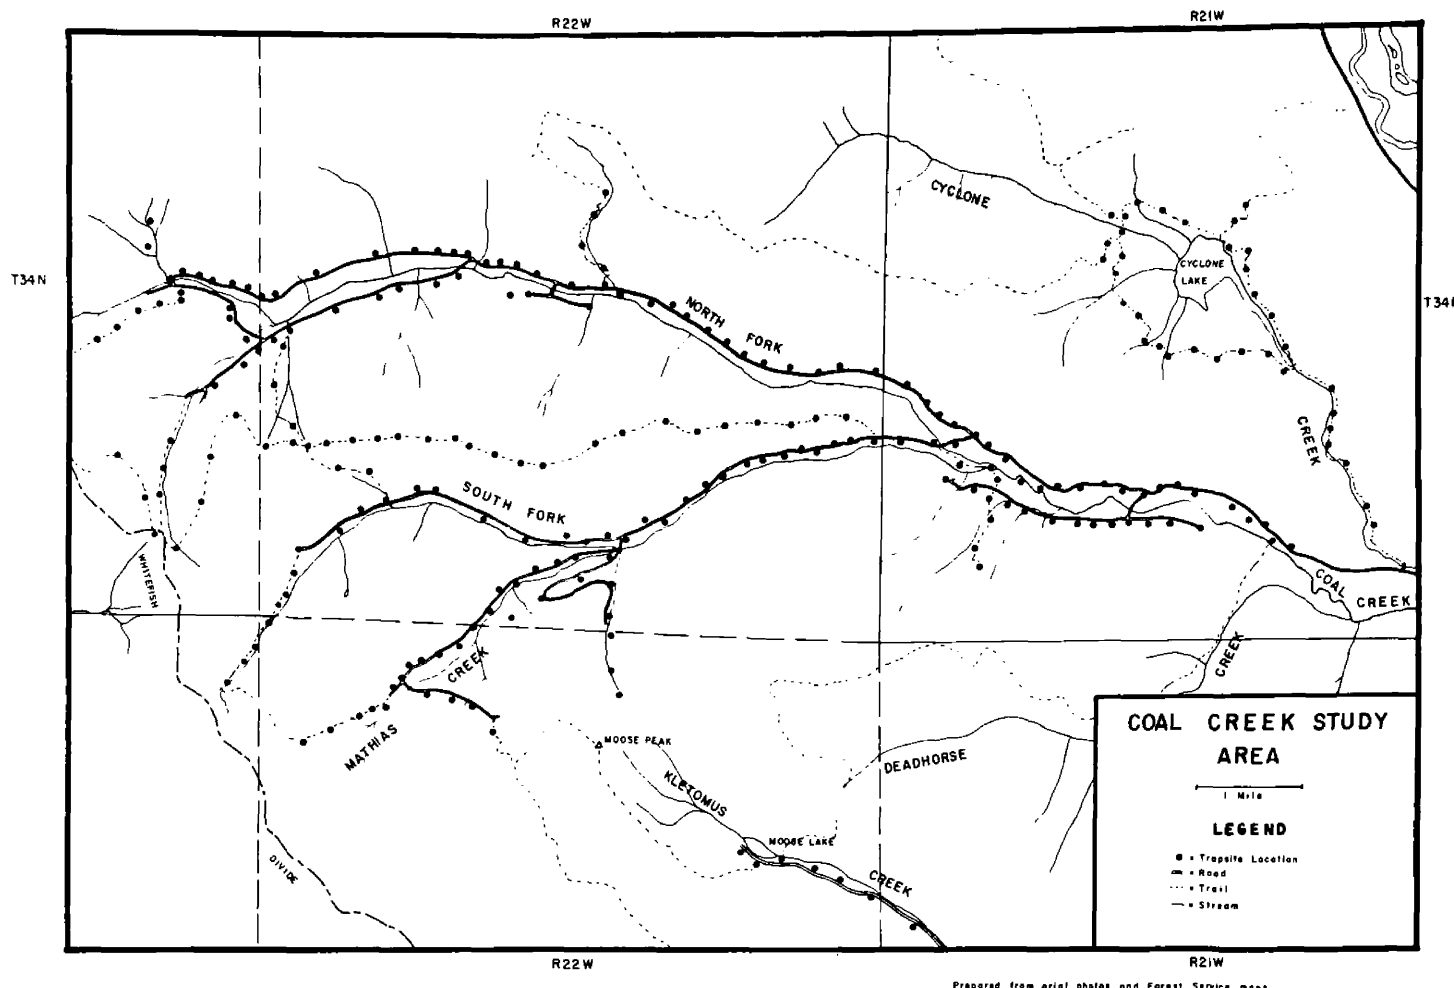 R22W
R21W
T34N
T34N
CYCLONE
CYCLONE
LAKE
NORTH FORK
CREEK
SOUTH FORK
WHITEFISH
DIVIDE
COAL
CREEK
CREEK
MATHIAS
CREEK
MOOSE PEAK
KLETOMUS
MOOSE LAKE
CREEK
DEADHORSE
COAL CREEK STUDY
AREA
1 Mile
LEGEND
= Trapsite Location
= Road
= Trail
= Stream
R22W
R21W
Prepared from arial photos and Forest Service maps